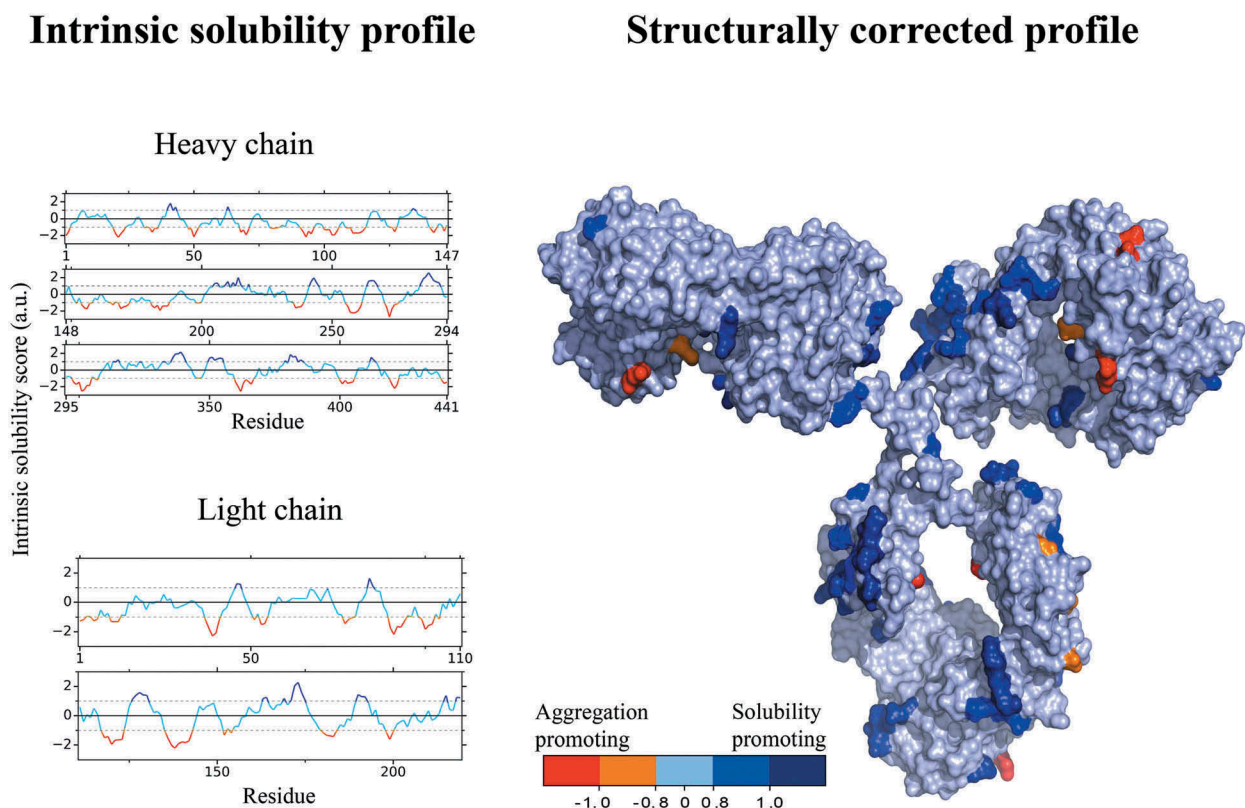 Intrinsic solubility profile
Structurally corrected profile
Heavy chain
Intrinsic solubility score (a.u.)
2
0
−2
1 50 100 147
2
0
−2
148 200 250 294
2
0
−2
295 350 400 441
Residue
Light chain
2
0
−2
1 50 110
2
0
−2
150 200
Residue
Aggregation
promoting
Solubility
promoting
-1.0 -0.8 0 0.8 1.0